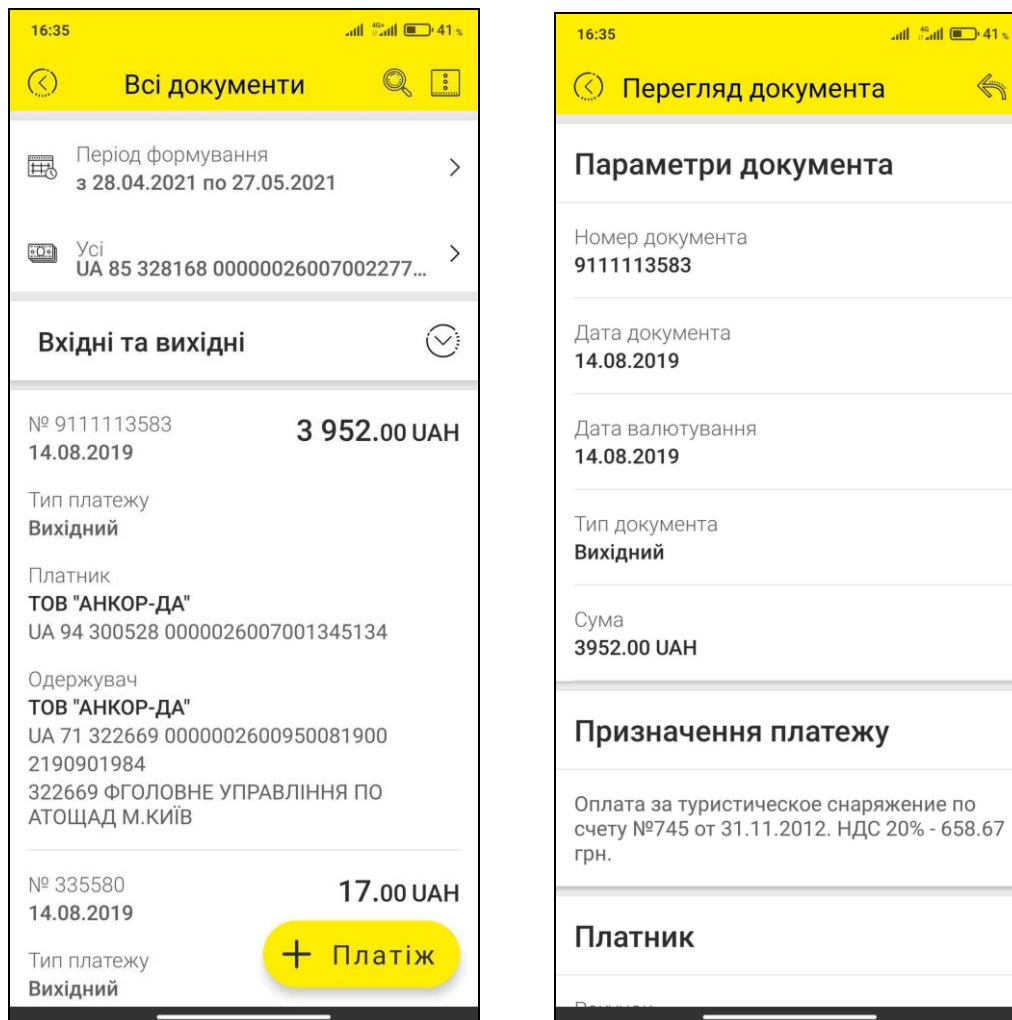 16:35
4G+
41 %
Всі документи
Період формування
з 28.04.2021 по 27.05.2021
Усі
UA 85 328168 00000026007002277...
Вхідні та вихідні
№ 9111113583
3 952.00 UAH
14.08.2019
Тип платежу
Вихідний
Платник
ТОВ "АНКОР-ДА"
UA 94 300528 0000026007001345134
Одержувач
ТОВ "АНКОР-ДА"
UA 71 322669 0000002600950081900
2190901984
322669 ФГОЛОВНЕ УПРАВЛІННЯ ПО
АТОЩАД М.КИЇВ
№ 335580
17.00 UAH
14.08.2019
Тип платежу
Вихідний
+ Платіж
16:35
4G
41 %
Перегляд документа
Параметри документа
Номер документа
9111113583
Дата документа
14.08.2019
Дата валютування
14.08.2019
Тип документа
Вихідний
Сума
3952.00 UAH
Призначення платежу
Оплата за туристическое снаряжение по
счету №745 от 31.11.2012. НДС 20% - 658.67
грн.
Платник